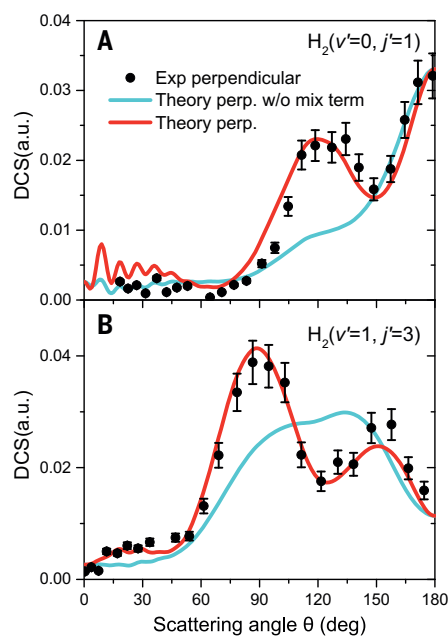 A
H₂(v'=0, j'=1)
Exp perpendicular
Theory perp. w/o mix term
Theory perp.
DCS(a.u.)
0.04
0.03
0.02
0.01
0.00
B
H₂(v'=1, j'=3)
DCS(a.u.)
0.04
0.02
0.00
0 30 60 90 120 150 180
Scattering angle θ (deg)